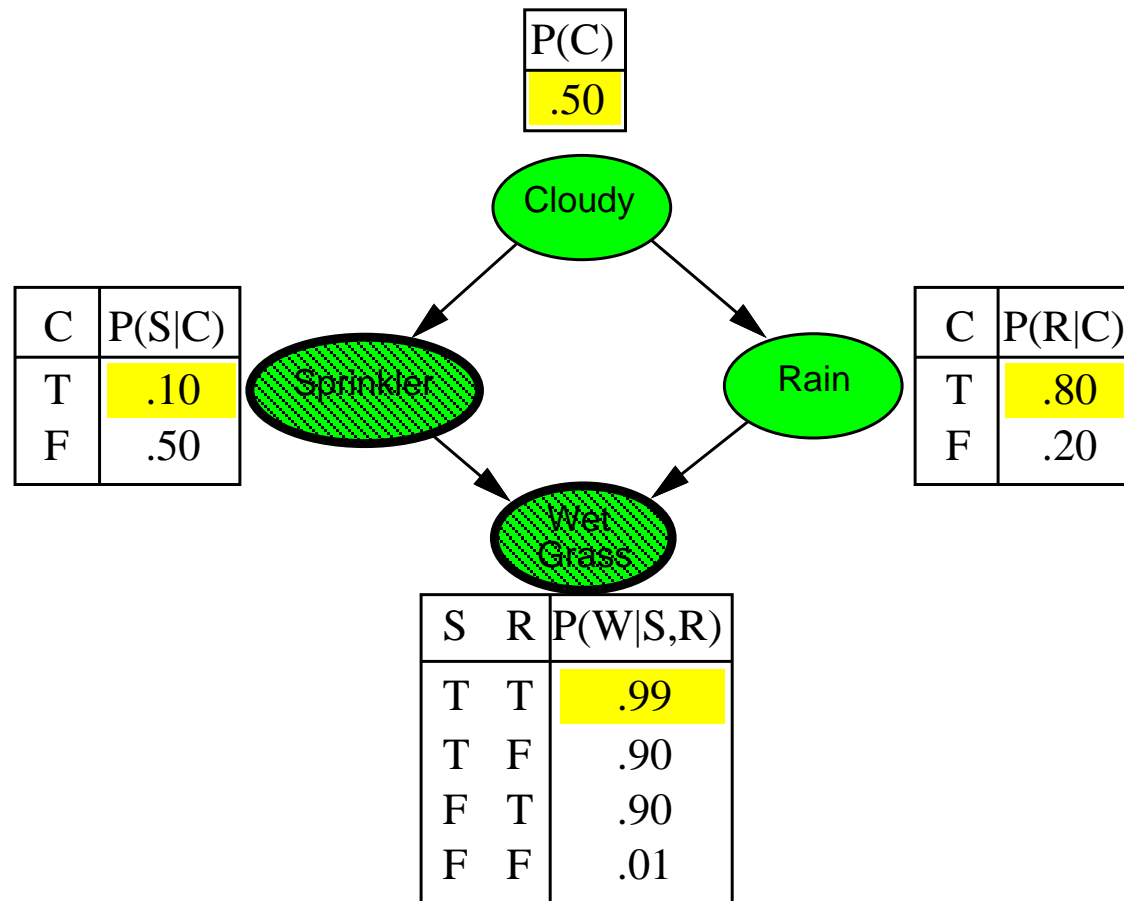 P(C)
.50
Cloudy
C P(S|C)
T .10
F .50
Sprinkler
Rain
C P(R|C)
T .80
F .20
Wet
Grass
S R P(W|S,R)
T T .99
T F .90
F T .90
F F .01